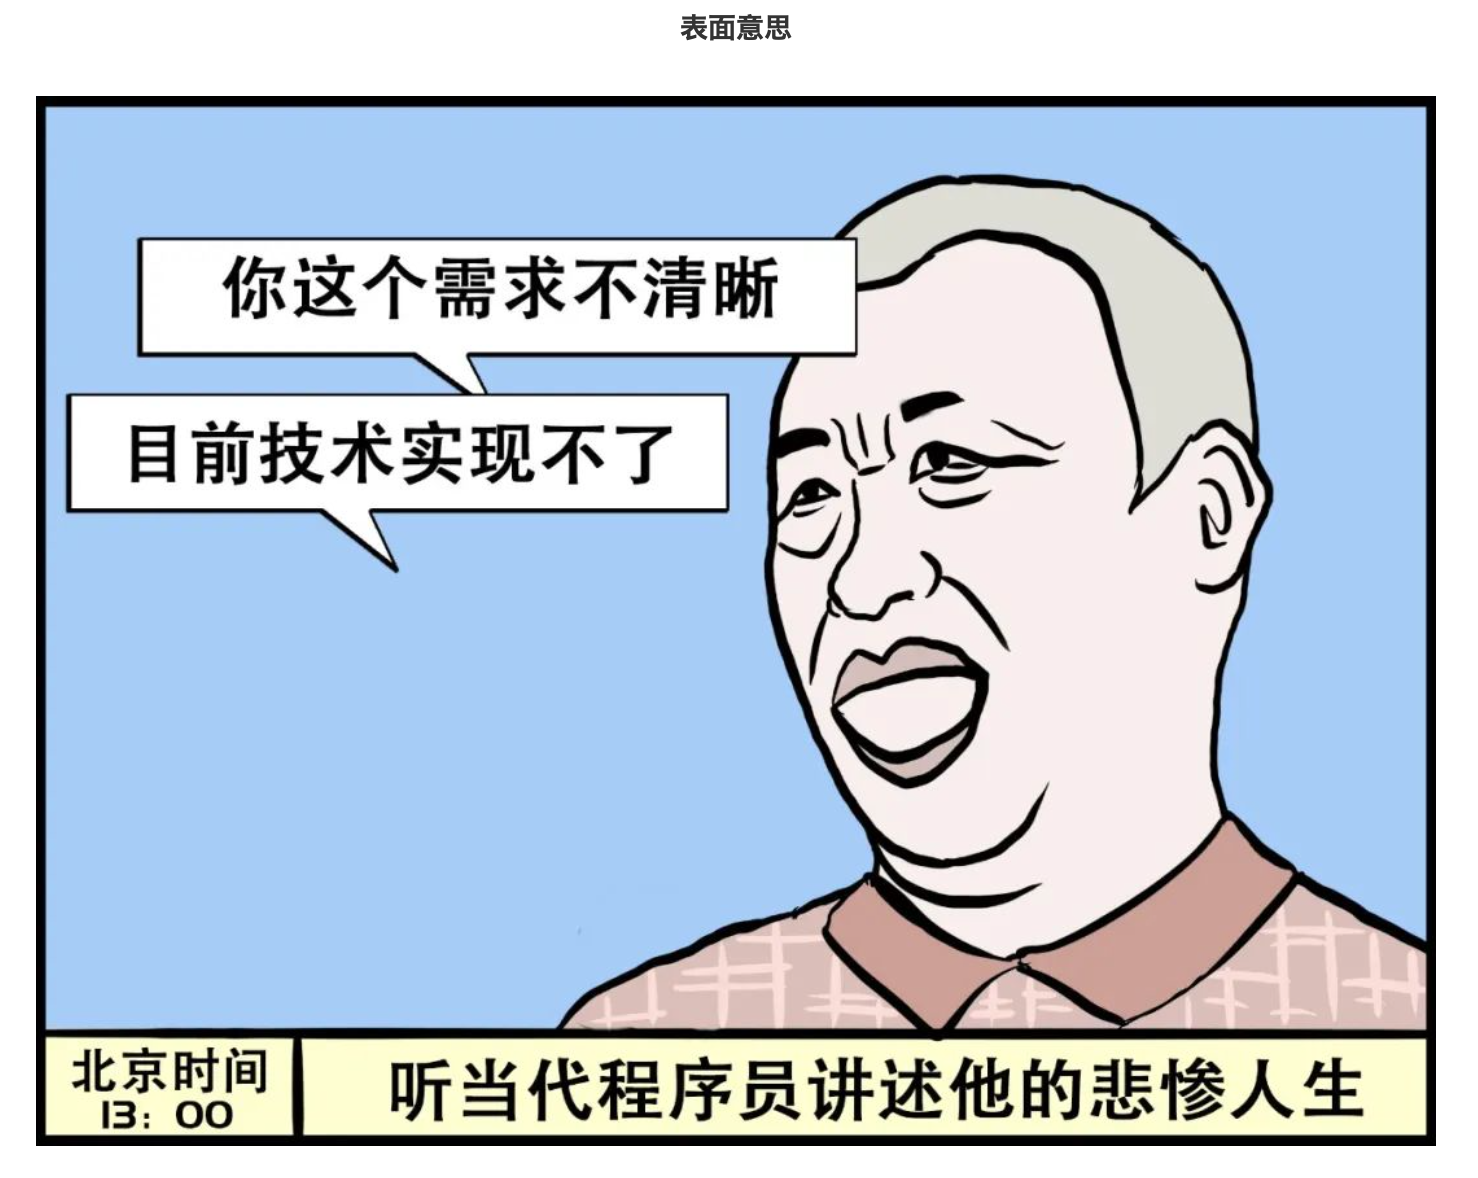 表面意思
你这个需求不清晰
目前技术实现不了
北京时间
13：00
听当代程序员讲述他的悲惨人生